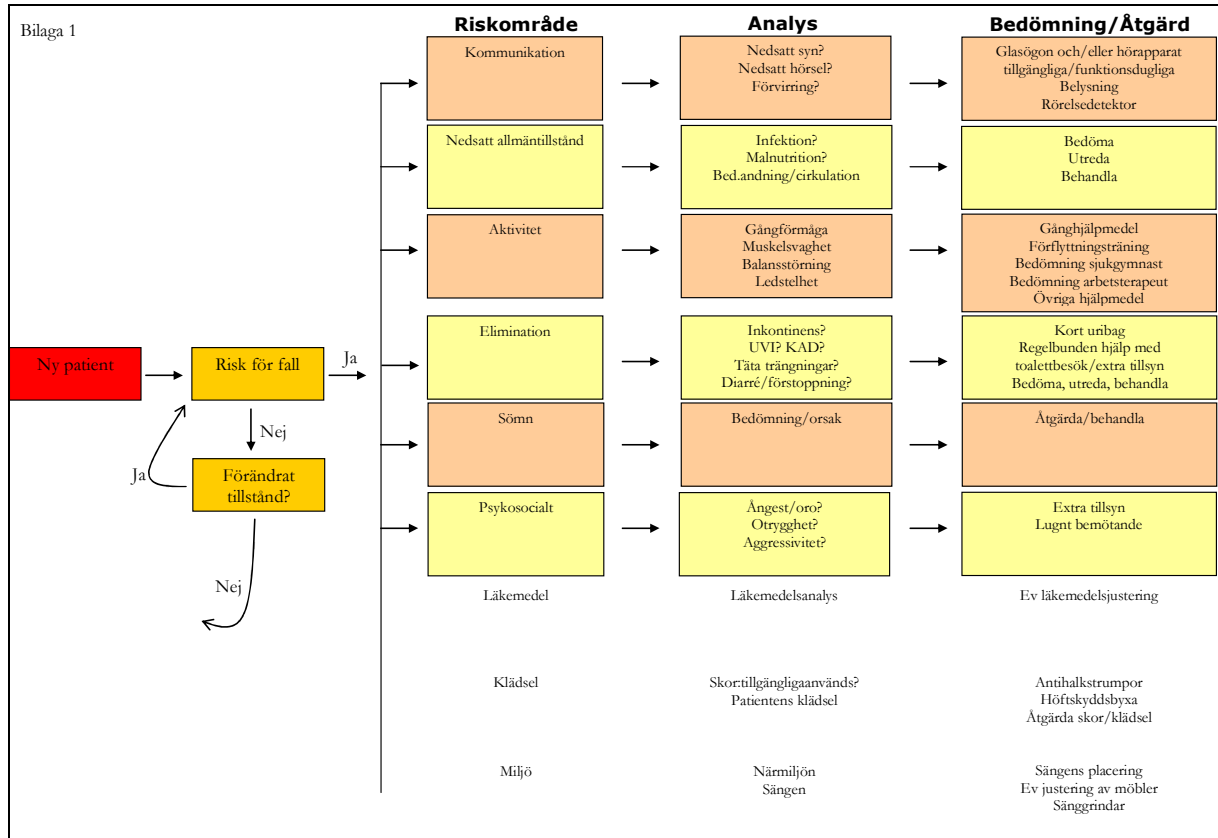 Bilaga 1
Riskområde
Analys
Bedömning/Åtgärd
Kommunikation
Nedsatt syn?
Nedsatt hörsel?
Förvirring?
Glasögon och/eller hörapparat
tillgängliga/funktionsdugliga
Belysning
Rörelsedetektor
Nedsatt allmäntillstånd
Infektion?
Malnutrition?
Bed.andning/cirkulation
Bedöma
Utreda
Behandla
Aktivitet
Gångförmåga
Muskelsvaghet
Balansstörning
Ledstelhet
Gånghjälpmedel
Förflyttningsträning
Bedömning sjukgymnast
Bedömning arbetsterapeut
Övriga hjälpmedel
Ny patient
Risk för fall
Ja
Nej
Ja
Förändrat
tillstånd?
Nej
Elimination
Inkontinens?
UVI? KAD?
Täta trängningar?
Diarré/förstoppning?
Kort uribag
Regelbunden hjälp med
toalettbesök/extra tillsyn
Bedöma, utreda, behandla
Sömn
Bedömning/orsak
Åtgärda/behandla
Psykosocialt
Ångest/oro?
Otrygghet?
Aggressivitet?
Extra tillsyn
Lugnt bemötande
Läkemedel
Läkemedelsanalys
Ev läkemedelsjustering
Klädsel
Skor:tillgängligaanvänds?
Patientens klädsel
Antihalkstrumpor
Höftskyddsbyxa
Åtgärda skor/klädsel
Miljö
Närmiljön
Sängen
Sängens placering
Ev justering av möbler
Sänggrindar